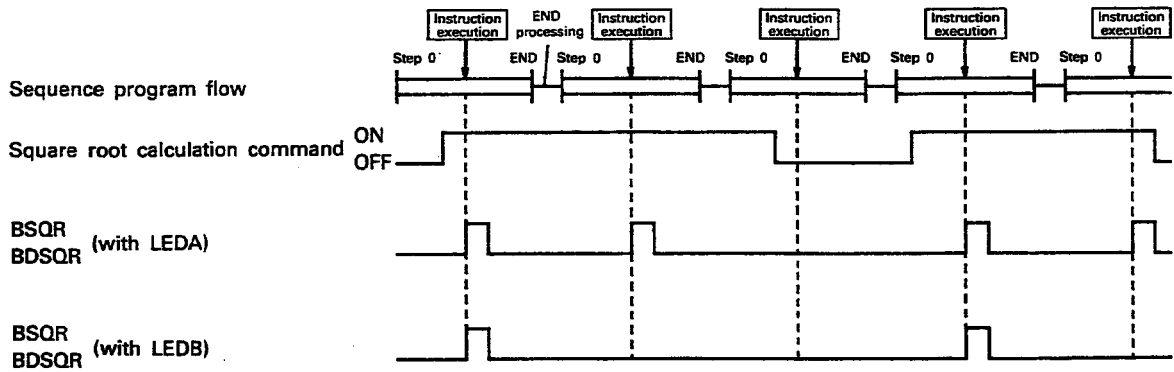 Instruction execution
END processing
Instruction execution
Instruction execution
Instruction execution
Instruction execution
Step 0
END
Step 0
END
Step 0
END
Step 0
END
Step 0
Sequence program flow
Square root calculation command
ON
OFF
BSQR
BDSQR
(with LEDA)
BSQR
BDSQR
(with LEDB)